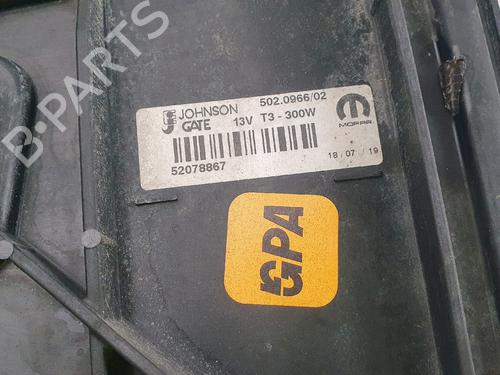 JOHNSON
GATE
502.0966/02
13V T3 - 300W
MOPAR
52078867
18/07/19
GPA
B-PARTS